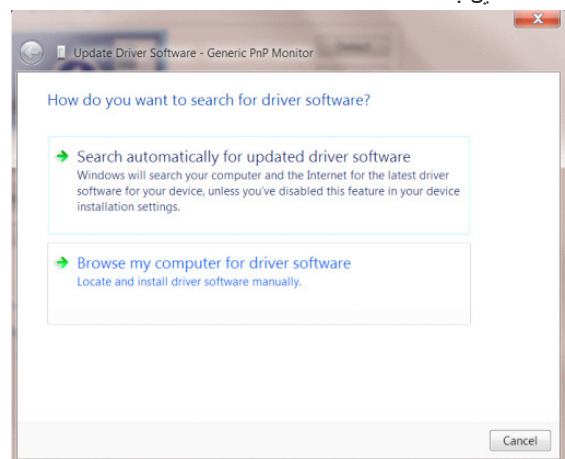 Update Driver Software - Generic PnP Monitor
How do you want to search for driver software?
Search automatically for updated driver software
Windows will search your computer and the Internet for the latest driver
software for your device, unless you've disabled this feature in your device
installation settings.
Browse my computer for driver software
Locate and install driver software manually.
Cancel